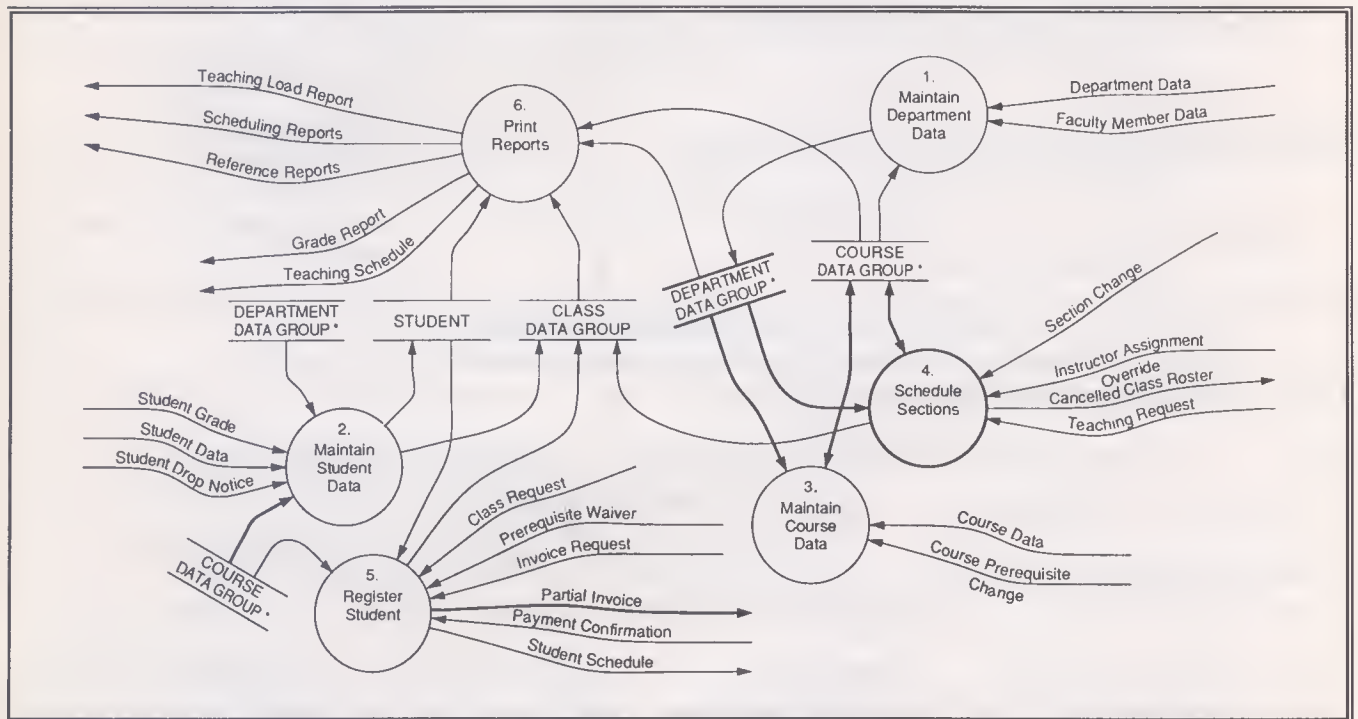 Teaching Load Report
Scheduling Reports
Reference Reports
Grade Report
Teaching Schedule
6.
Print
Reports
1.
Maintain
Department
Data
Department Data
Faculty Member Data
DEPARTMENT
DATA GROUP*
STUDENT
CLASS
DATA GROUP
DEPARTMENT
DATA GROUP*
COURSE
DATA GROUP*
Section Change
4.
Schedule
Sections
Instructor Assignment
Override
Cancelled Class Roster
Teaching Request
Student Grade
Student Data
Student Drop Notice
2.
Maintain
Student
Data
3.
Maintain
Course
Data
Course Data
Course Prerequisite
Change
COURSE
DATA GROUP*
5.
Register
Student
Class Request
Prerequisite Waiver
Invoice Request
Partial Invoice
Payment Confirmation
Student Schedule